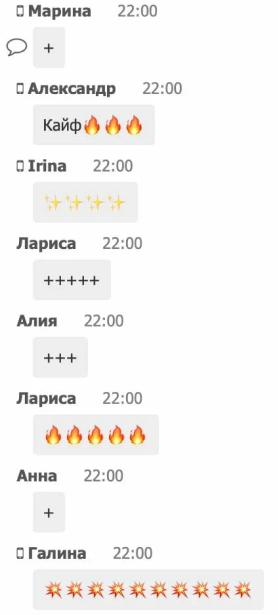 Марина 22:00
+
Александр 22:00
Кайф🔥🔥🔥
Irina 22:00
✨✨✨✨
Лариса 22:00
+++++
Алия 22:00
+++
Лариса 22:00
🔥🔥🔥🔥🔥
Анна 22:00
+
Галина 22:00
💥💥💥💥💥💥💥💥💥💥